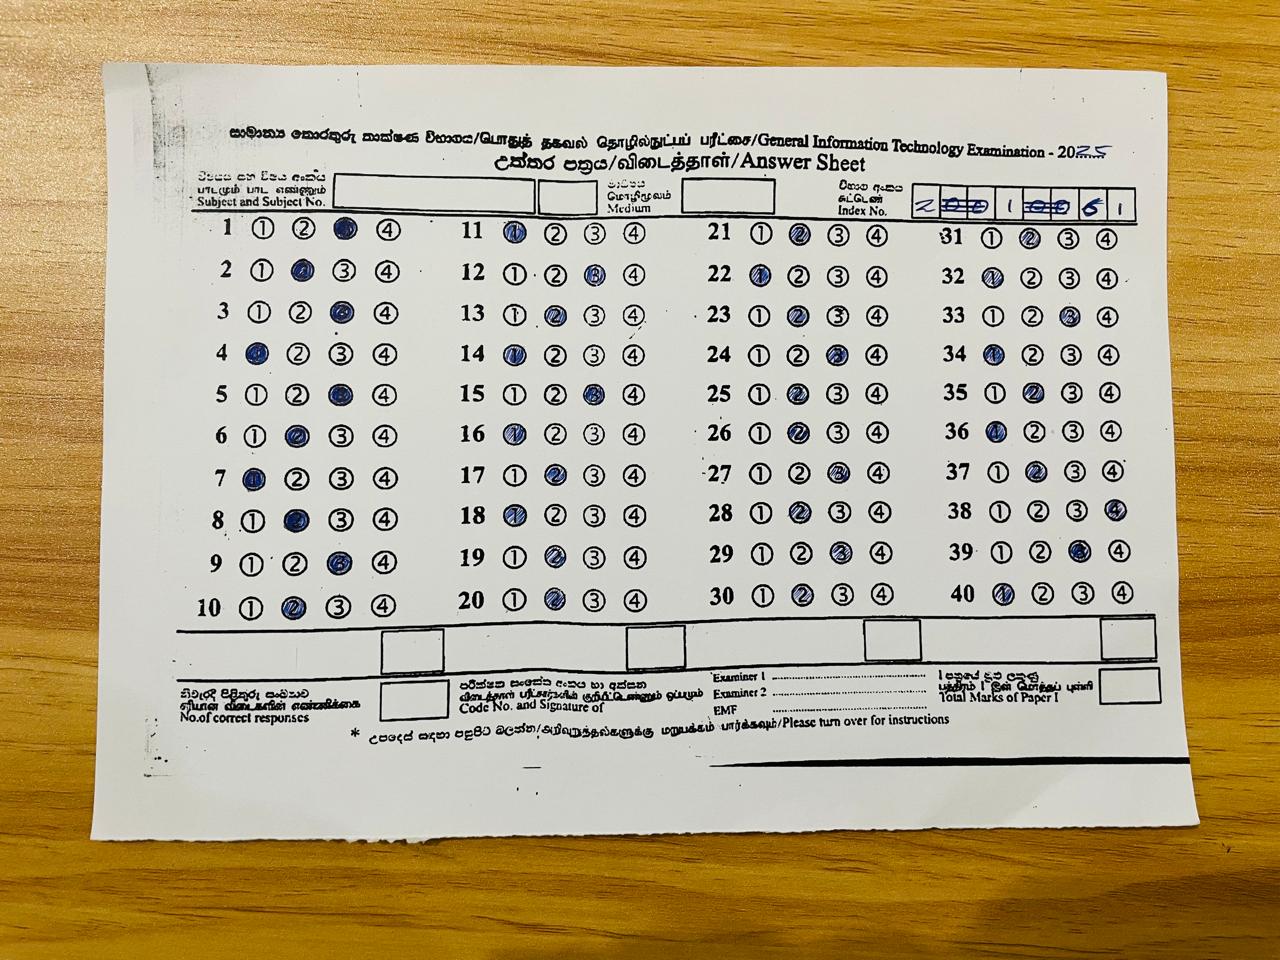 සාමාන්‍ය තොරතුරු තාක්ෂණ විභාගය/பொதுத் தகவல் தொழில்நுட்பப் பரீட்சை/General Information Technology Examination - 2025
උත්තර පත්‍රය/விடைத்தாள்/Answer Sheet
විෂයය සහ විෂය අංකය
பாடமும் பாட எண்ணும்
Subject and Subject No.
මාධ්‍යය
மொழிமூலம்
Medium
විභාග අංකය
சுட்டெண்
Index No.
2 0 0 1 0 0 6 1
1 ① ② ③ ④ 11 ① ② ③ ④ 21 ① ② ③ ④ 31 ① ② ③ ④
2 ① ② ③ ④ 12 ① ② ③ ④ 22 ① ② ③ ④ 32 ① ② ③ ④
3 ① ② ③ ④ 13 ① ② ③ ④ 23 ① ② ③ ④ 33 ① ② ③ ④
4 ① ② ③ ④ 14 ① ② ③ ④ 24 ① ② ③ ④ 34 ① ② ③ ④
5 ① ② ③ ④ 15 ① ② ③ ④ 25 ① ② ③ ④ 35 ① ② ③ ④
6 ① ② ③ ④ 16 ① ② ③ ④ 26 ① ② ③ ④ 36 ① ② ③ ④
7 ① ② ③ ④ 17 ① ② ③ ④ 27 ① ② ③ ④ 37 ① ② ③ ④
8 ① ② ③ ④ 18 ① ② ③ ④ 28 ① ② ③ ④ 38 ① ② ③ ④
9 ① ② ③ ④ 19 ① ② ③ ④ 29 ① ② ③ ④ 39 ① ② ③ ④
10 ① ② ③ ④ 20 ① ② ③ ④ 30 ① ② ③ ④ 40 ① ② ③ ④
නිවැරදි පිළිතුරු සංඛ්‍යාව
சரியான விடைகளின் எண்ணிக்கை
No.of correct responses
පරීක්ෂක සංකේත අංකය හා අත්සන
விடைத்தாள் பரீட்சகரின் குறியீட்டெண்ணும் ஒப்பமும்
Code No. and Signature of
Examiner 1
Examiner 2
EMF
I පත්‍රයේ මුළු ලකුණු
பத்திரம் I இன் மொத்தப் புள்ளி
Total Marks of Paper I
* උපදෙස් සඳහා පළපිට බලන්න/அறிவுறுத்தல்களுக்கு மறுபக்கம் பார்க்கவும்/Please turn over for instructions